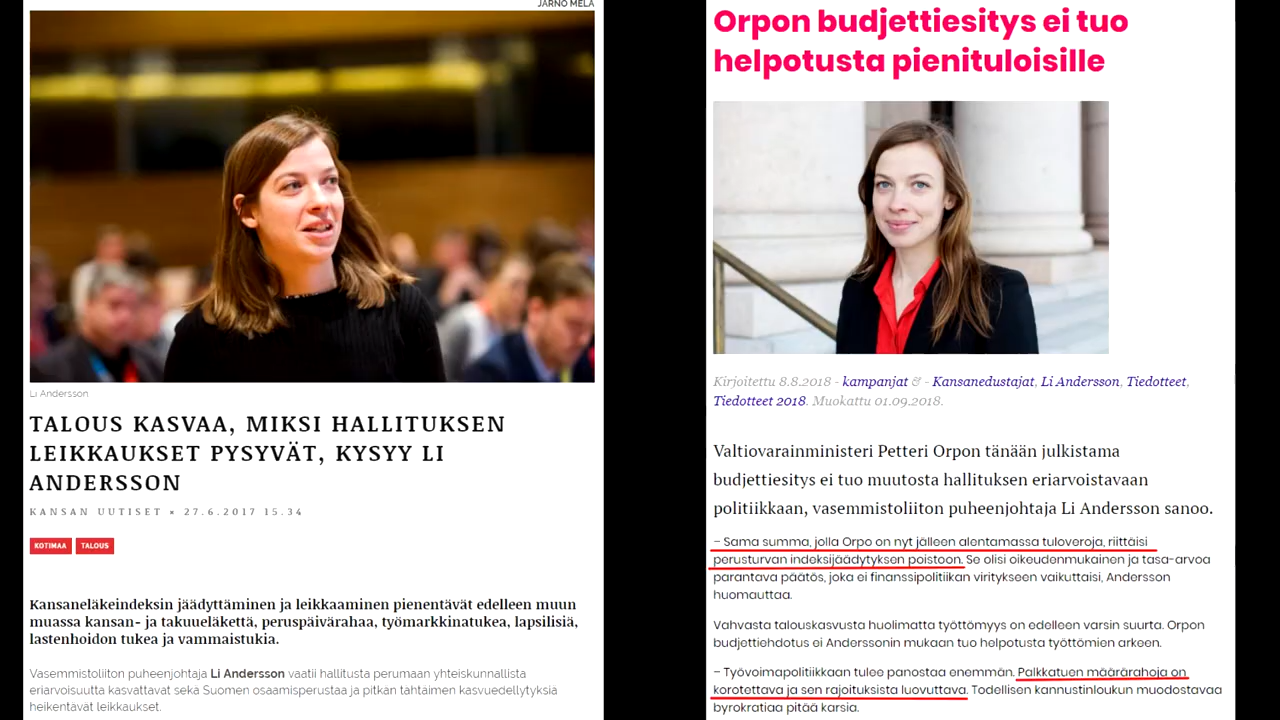 JARNO MELA
Li Andersson
TALOUS KASVAA, MIKSI HALLITUKSEN
LEIKKAUKSET PYSYVÄT, KYSYY LI
ANDERSSON
KANSAN UUTISET × 27.6.2017 15.34
KOTIMAA TALOUS
Kansaneläkeindeksin jäädyttäminen ja leikkaaminen pienentävät edelleen muun
muassa kansan- ja takuueläkettä, peruspäivärahaa, työmarkkinatukea, lapsilisiä,
lastenhoidon tukea ja vammaistukia.
Vasemmistoliiton puheenjohtaja Li Andersson vaatii hallitusta perumaan yhteiskunnallista
eriarvoisuutta kasvattavat sekä Suomen osaamisperustaa ja pitkän tähtaimen kasvuedellytyksiä
heikentävät leikkaukset.
Orpon budjettiesitys ei tuo
helpotusta pienituloisille
Kirjoitettu 8.8.2018 - kampanjat & - Kansanedustajat, Li Andersson, Tiedotteet,
Tiedotteet 2018. Muokattu 01.09.2018.
Valtiovarainministeri Petteri Orpon tänään julkistama
budjettiesitys ei tuo muutosta hallituksen eriarvoistavaan
politiikkaan, vasemmistoliiton puheenjohtaja Li Andersson sanoo.
– Sama summa, jolla Orpo on nyt jälleen alentamassa tuloveroja, riittäisi
perusturvan indeksijäädytyksen poistoon. Se olisi oikeudenmukainen ja tasa-arvoa
parantava päätös, joka ei finanssipolitiikan viritykseen vaikuttaisi, Andersson
huomauttaa.
Vahvasta talouskasvusta huolimatta työttömyys on edelleen varsin suurta. Orpon
budjettiehdotus ei Anderssonin mukaan tuo helpotusta työttömien arkeen.
– Työvoimapolitiikkaan tulee panostaa enemmän. Palkkatuen määrärahoja on
korotettava ja sen rajoituksista luovuttava. Todellisen kannustinloukun muodostavaa
byrokratiaa pitää karsia.